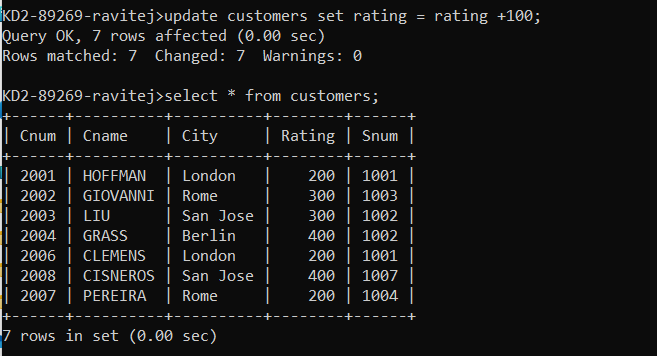 KD2-89269-ravitej>update customers set rating = rating +100;
Query OK, 7 rows affected (0.00 sec)
Rows matched: 7  Changed: 7  Warnings: 0

KD2-89269-ravitej>select * from customers;
+------+----------+----------+--------+------+
| Cnum | Cname    | City     | Rating | Snum |
+------+----------+----------+--------+------+
| 2001 | HOFFMAN  | London   |    200 | 1001 |
| 2002 | GIOVANNI | Rome     |    300 | 1003 |
| 2003 | LIU      | San Jose |    300 | 1002 |
| 2004 | GRASS    | Berlin   |    400 | 1002 |
| 2006 | CLEMENS  | London   |    200 | 1001 |
| 2008 | CISNEROS | San Jose |    400 | 1007 |
| 2007 | PEREIRA  | Rome     |    200 | 1004 |
+------+----------+----------+--------+------+
7 rows in set (0.00 sec)